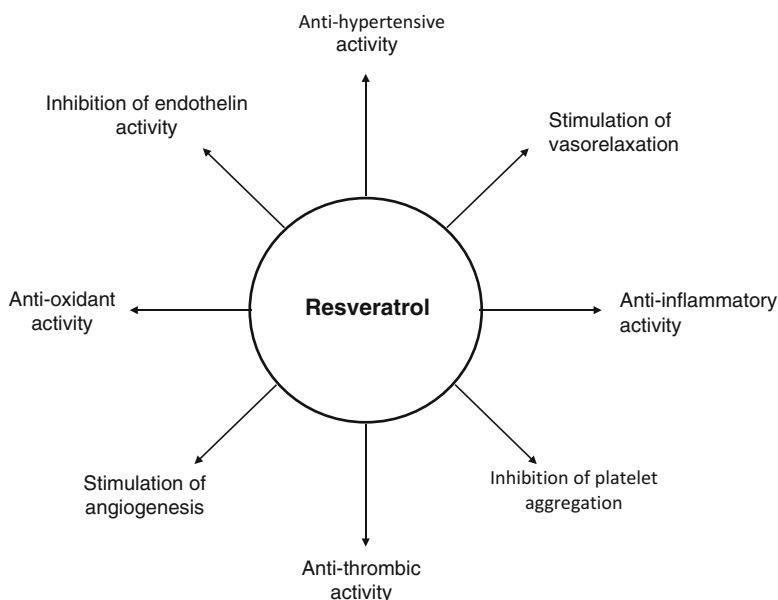 Anti-hypertensive
activity
Inhibition of endothelin
activity
Stimulation of
vasorelaxation
Anti-oxidant
activity
Resveratrol
Anti-inflammatory
activity
Stimulation of
angiogenesis
Inhibition of platelet
aggregation
Anti-thrombic
activity